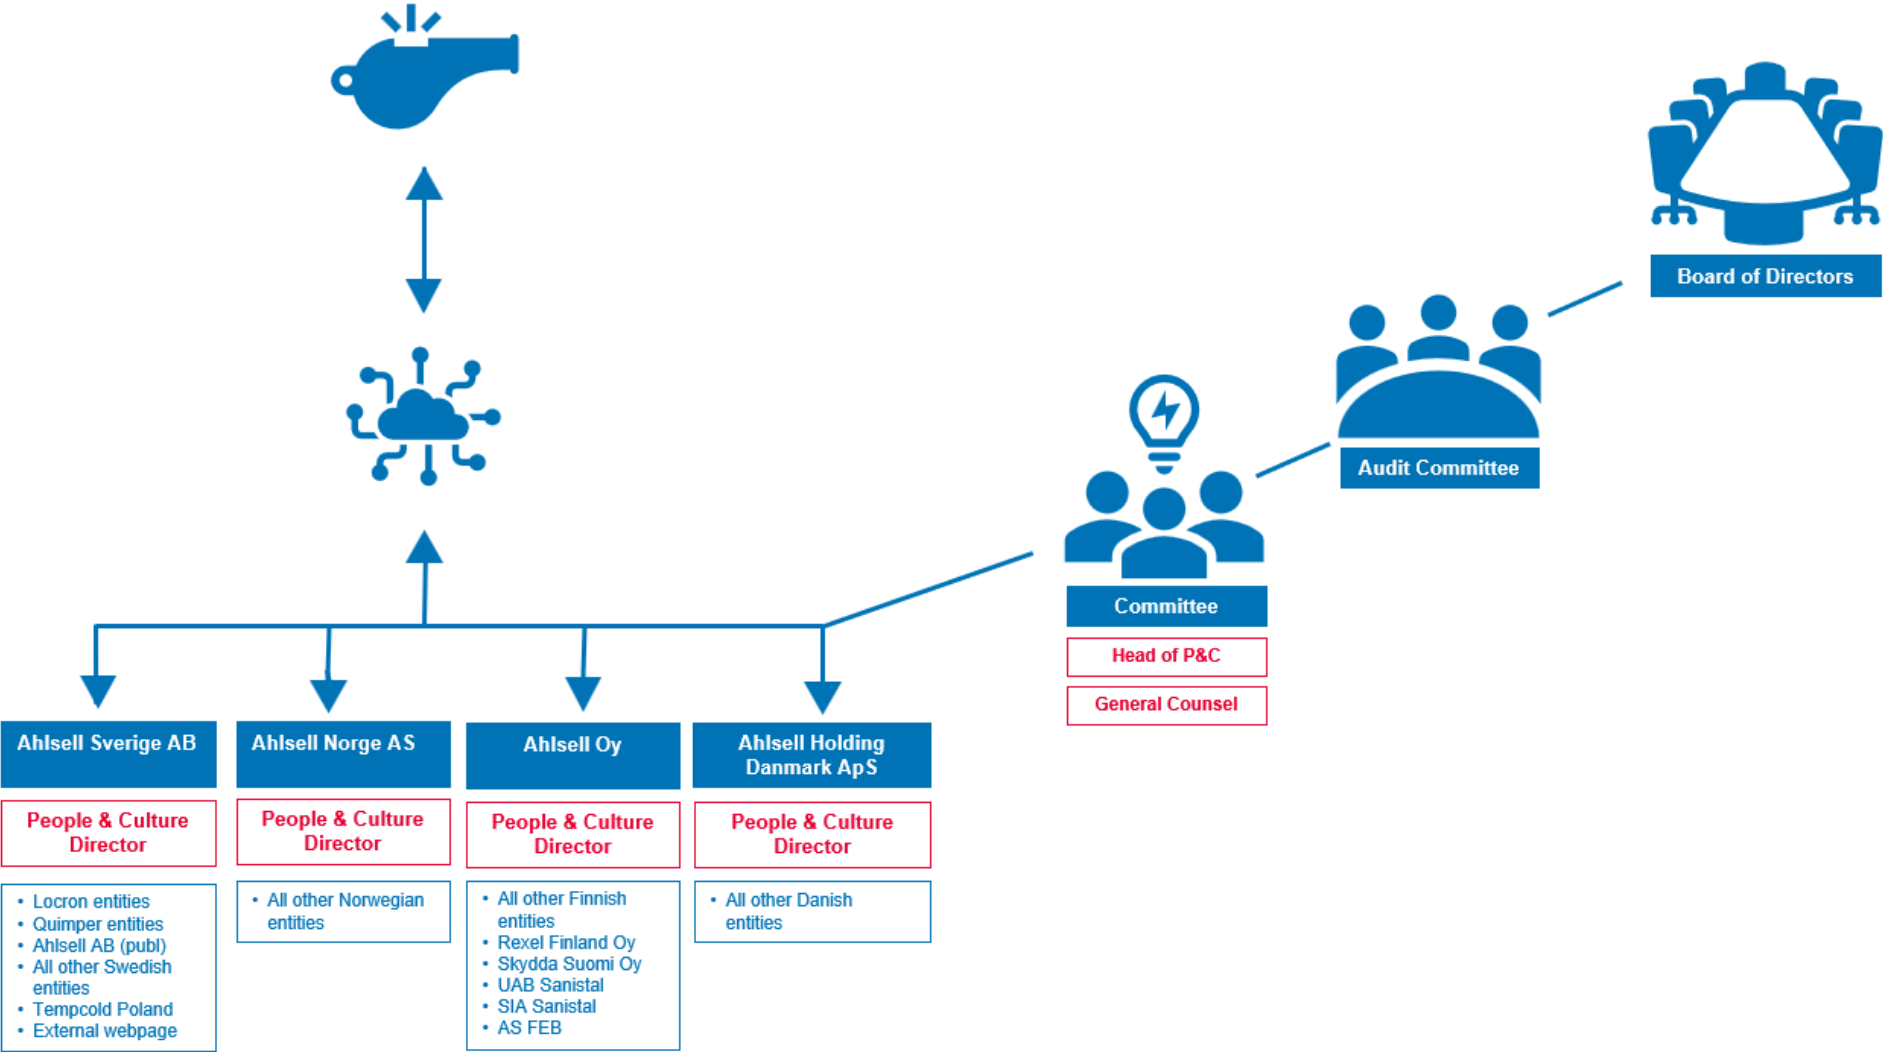 Board of Directors
Audit Committee
Committee
Head of P&C
General Counsel
Ahlsell Sverige AB
People & Culture
Director
• Locron entities
• Quimper entities
• Ahlsell AB (publ)
• All other Swedish
entities
• Tempcold Poland
• External webpage
Ahlsell Norge AS
People & Culture
Director
• All other Norwegian
entities
Ahlsell Oy
People & Culture
Director
• All other Finnish
entities
• Rexel Finland Oy
• Skydda Suomi Oy
• UAB Sanistal
• SIA Sanistal
• AS FEB
Ahlsell Holding
Danmark ApS
People & Culture
Director
• All other Danish
entities